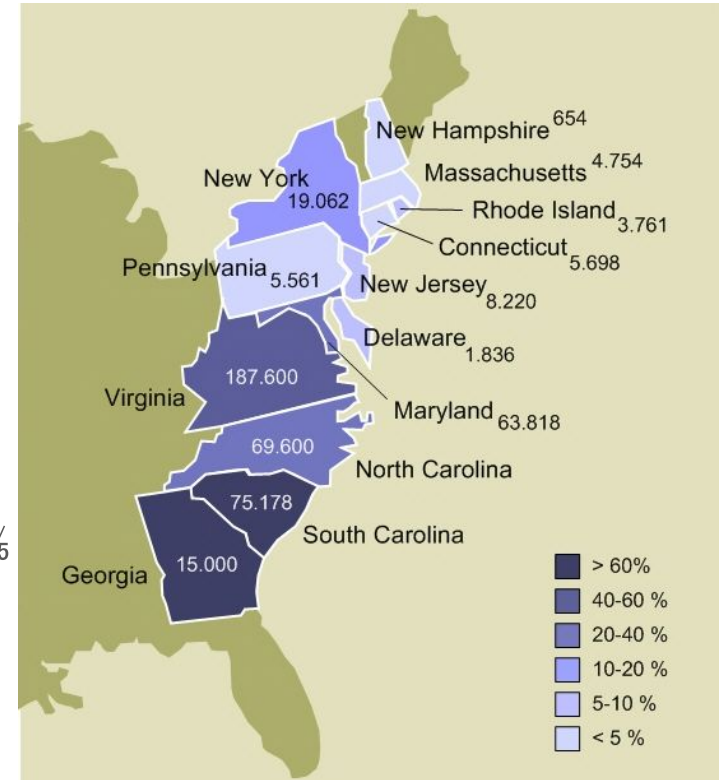 New Hampshire 654
Massachusetts 4.754
New York
19.062
Rhode Island 3.761
Connecticut 5.698
Pennsylvania
5.561
New Jersey 8.220
Delaware 1.836
187.600
Virginia
Maryland 63.818
69.600
North Carolina
75.178
South Carolina
15.000
Georgia
> 60%
40-60 %
20-40 %
10-20 %
5-10 %
< 5 %